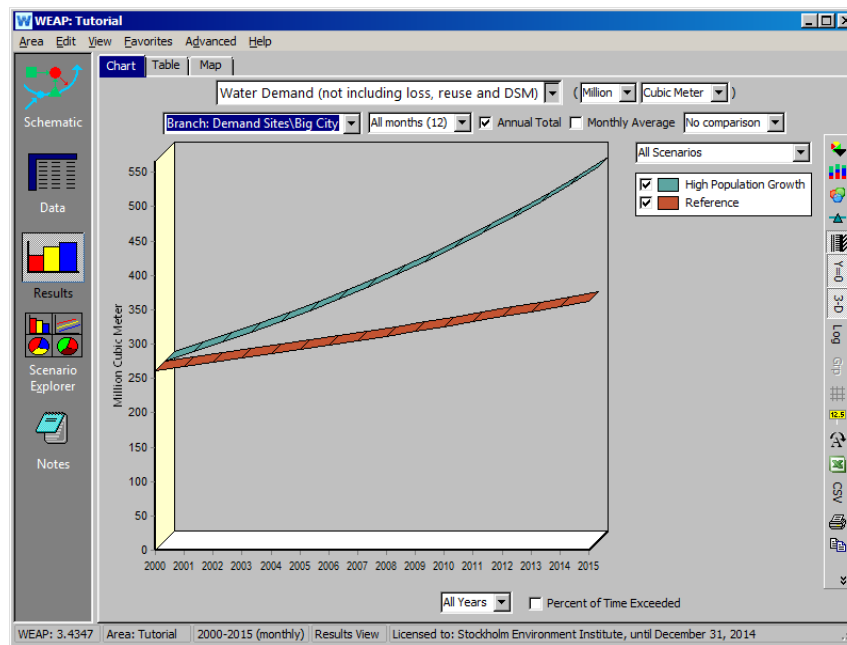 WEAP: Tutorial
Area Edit View Favorites Advanced Help
Chart Table Map
Water Demand (not including loss, reuse and DSM) ( Million Cubic Meter )
Branch: Demand Sites\Big City All months (12) Annual Total Monthly Average No comparison
All Scenarios
High Population Growth
Reference
Schematic
Data
Results
Scenario
Explorer
Notes
Million Cubic Meter
550
500
450
400
350
300
250
200
150
100
50
0
2000 2001 2002 2003 2004 2005 2006 2007 2008 2009 2010 2011 2012 2013 2014 2015
Y=0
3-D
Log
Grp
12.5
CSV
All Years Percent of Time Exceeded
WEAP: 3.4347 Area: Tutorial 2000-2015 (monthly) Results View Licensed to: Stockholm Environment Institute, until December 31, 2014